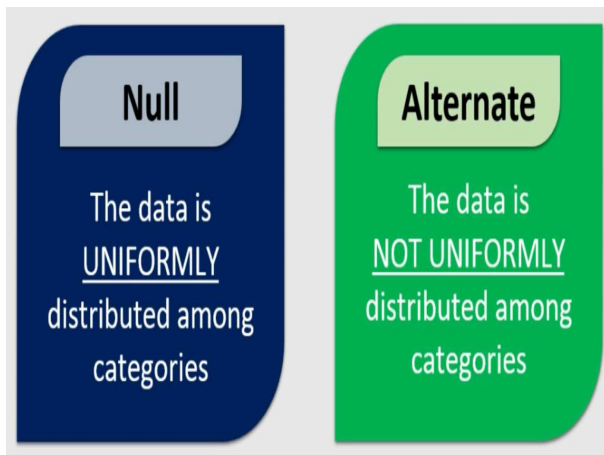 Null
The data is
UNIFORMLY
distributed among
categories
Alternate
The data is
NOT UNIFORMLY
distributed among
categories